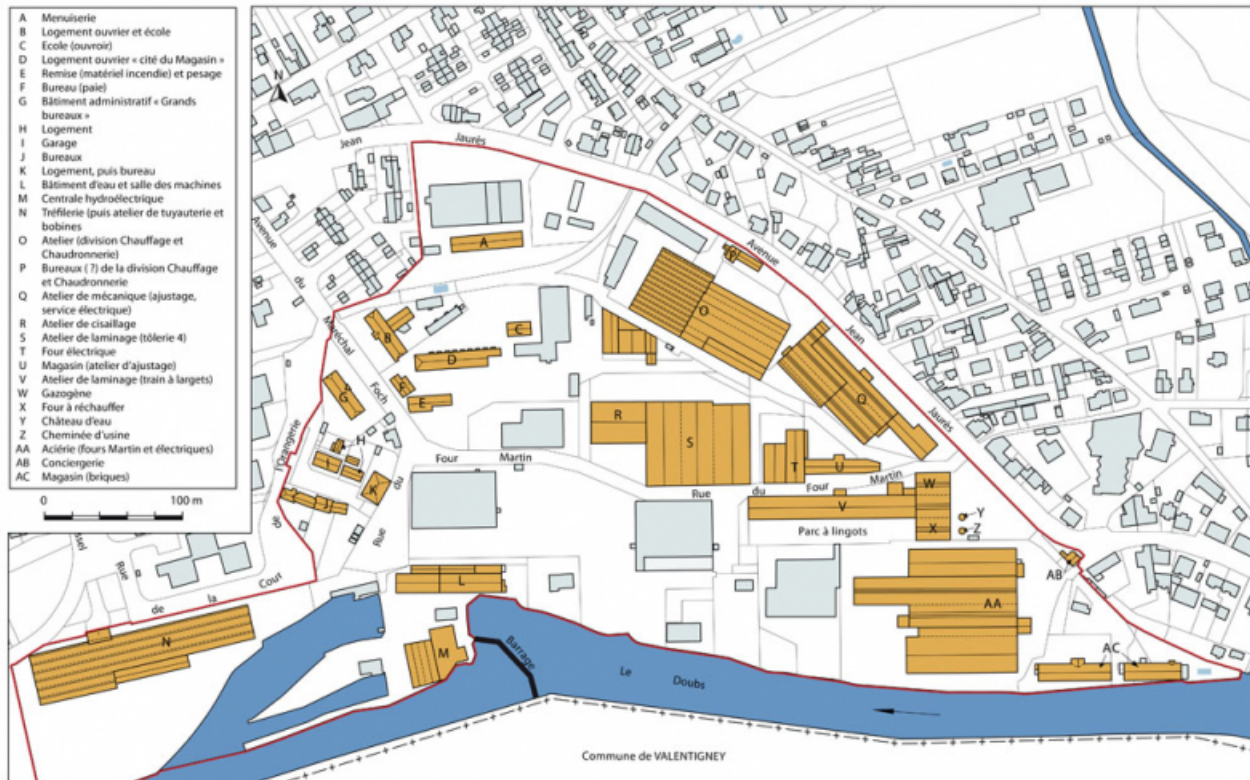 A Menuiserie
B Logement ouvrier et école
C Ecole (ouvroir)
D Logement ouvrier « cité du Magasin »
E Remise (matériel incendie) et pesage
F Bureau (paie)
G Bâtiment administratif « Grands
bureaux »
H Logement
I Garage
J Bureaux
K Logement, puis bureau
L Bâtiment d'eau et salle des machines
M Centrale hydroélectrique
N Tréfilerie (puis atelier de tuyauterie et
bobines
O Atelier (division Chauffage et
Chaudronnerie)
P Bureaux ( ?) de la division Chauffage
et Chaudronnerie
Q Atelier de mécanique (ajustage,
service électrique)
R Atelier de cisaillage
S Atelier de laminage (tôlerie 4)
T Four électrique
U Magasin (atelier d'ajustage)
V Atelier de laminage (train à largets)
W Gazogène
X Four à réchauffer
Y Château d'eau
Z Cheminée d'usine
AA Aciérie (fours Martin et électriques)
AB Conciergerie
AC Magasin (briques)
0 100 m
N
Jean Jaurès
Avenue du Maréchal Foch
Avenue Jean Jaurès
A
B
C
D
E
F
G
H
I
J
K
L
M
N
O
P
Q
R
S
T
U
V
W
X
Y
Z
AA
AB
AC
Rue du Four Martin
Rue du Four Martin
Parc à lingots
Rue de la Cour de l'Orangerie
Barrage
Le Doubs
Commune de VALENTIGNEY